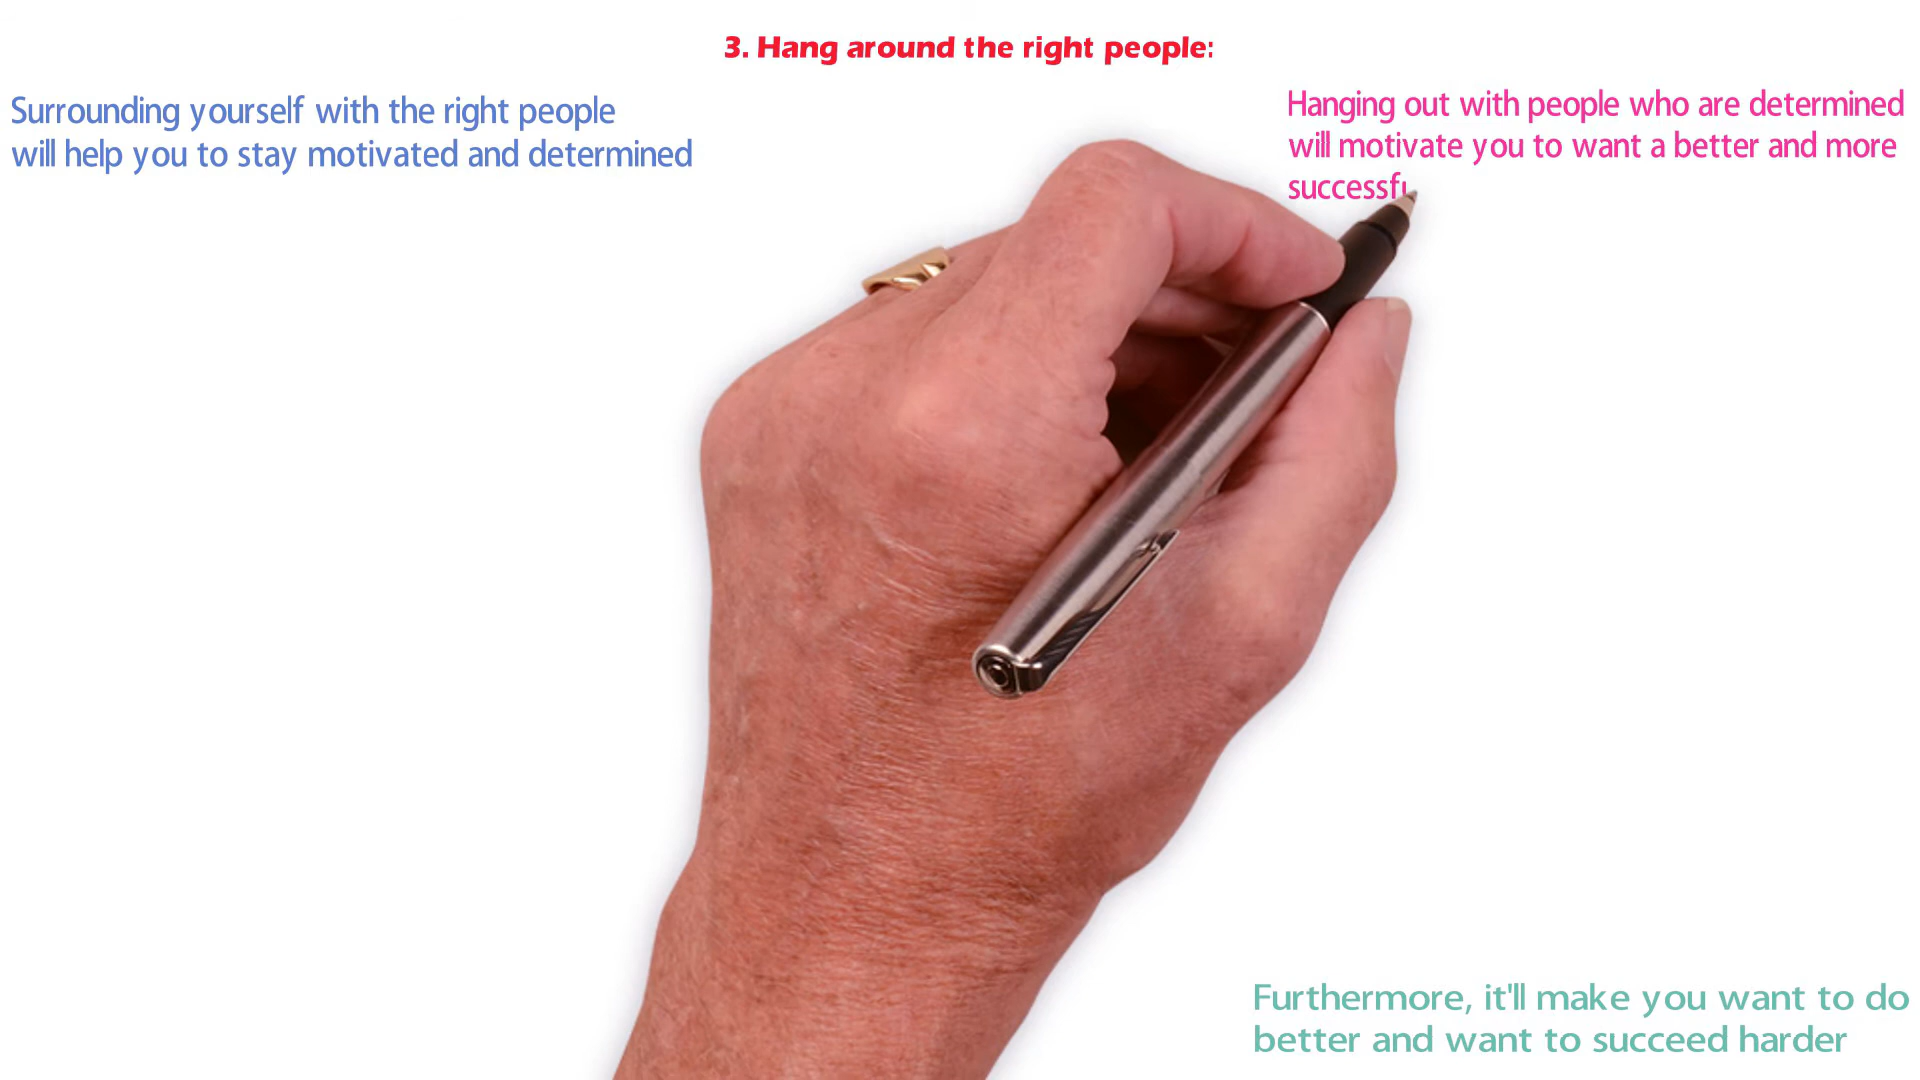 3. Hang around the right people:
Surrounding yourself with the right people
will help you to stay motivated and determined
Hanging out with people who are determined
will motivate you to want a better and more
Furthermore, it'll make you want to do
better and want to succeed harder